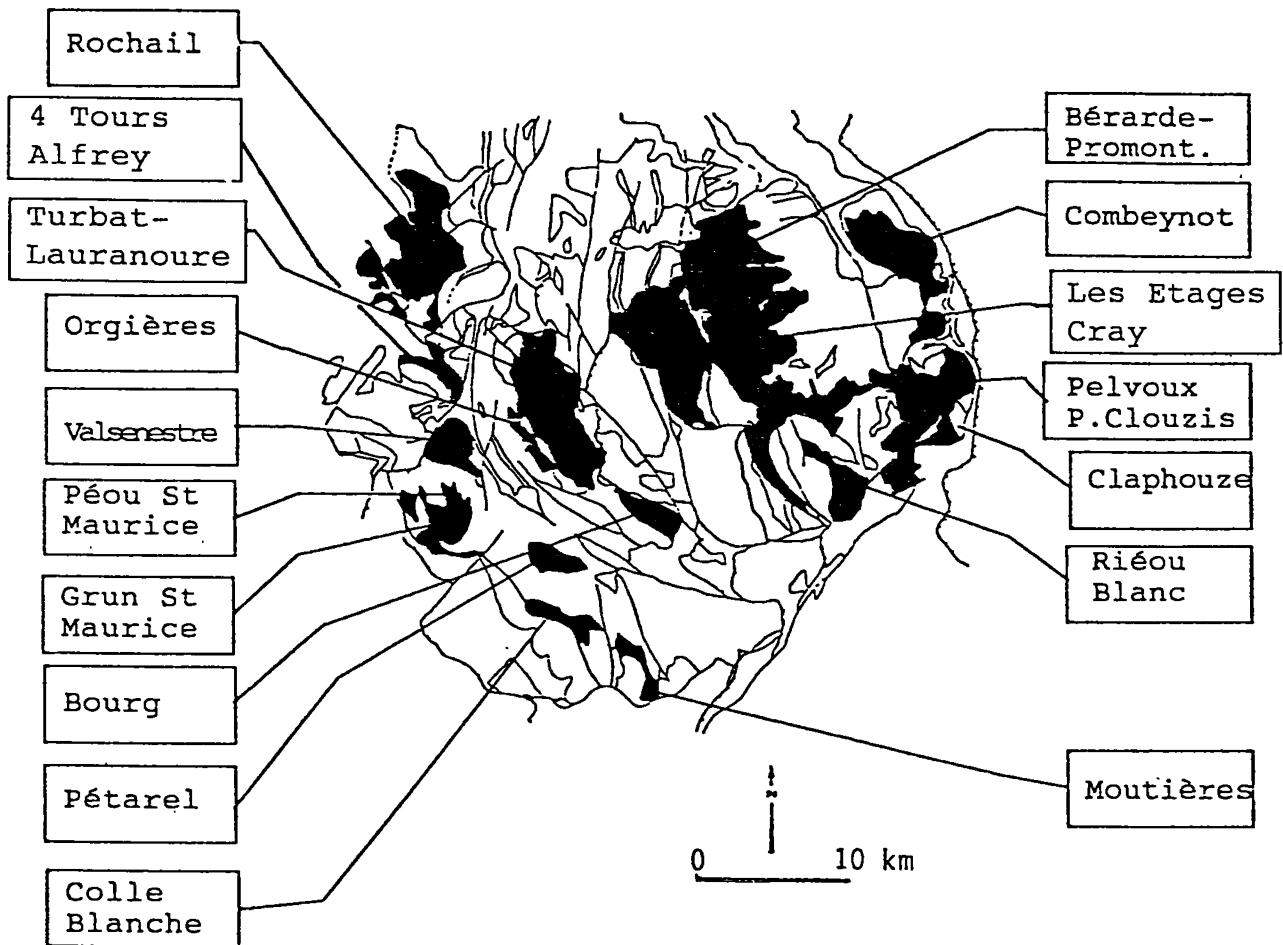 Rochail
4 Tours
Alfrey
Turbat-
Lauranoure
Orgières
Valsenestre
Péou St
Maurice
Grun St
Maurice
Bourg
Pétarel
Colle
Blanche
Bérarde-
Promont.
Combeynot
Les Etages
Cray
Pelvoux
P.Clouzis
Claphouze
Riéou
Blanc
Moutières
N
0 10 km